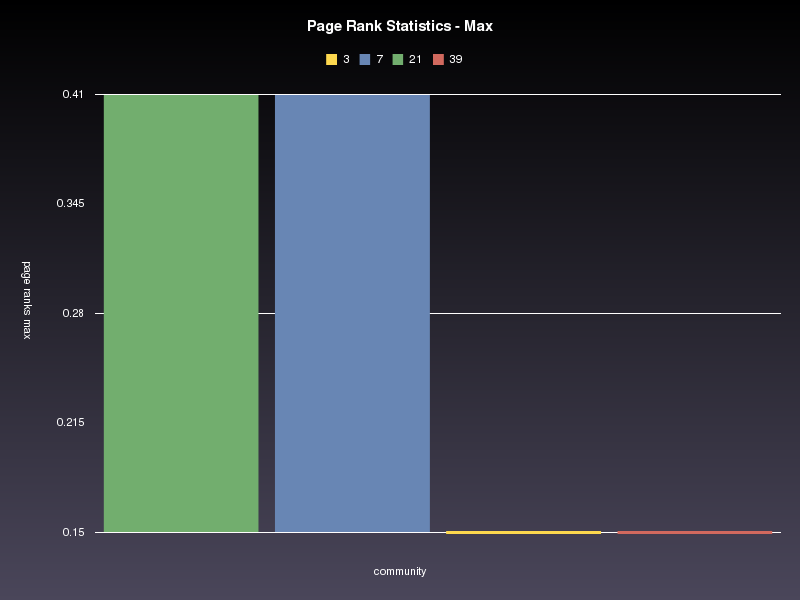 Page Rank Statistics - Max
3 7 21 39
0.41
0.345
0.28
0.215
0.15
page ranks max
community